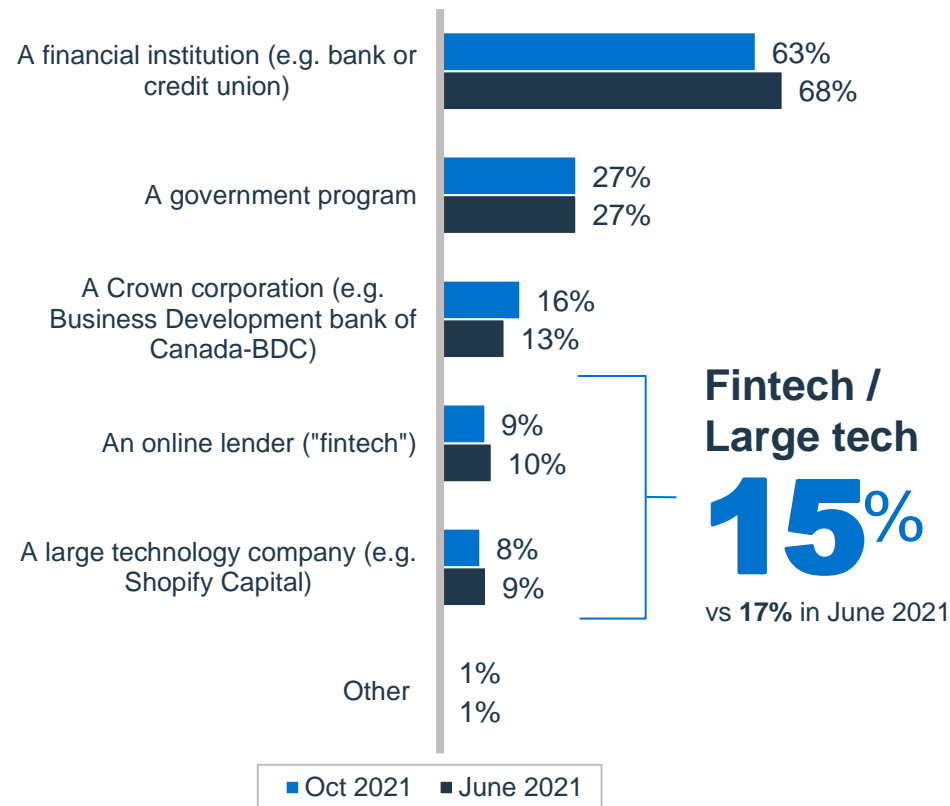 A financial institution (e.g. bank or
credit union)
63%
68%
A government program
27%
27%
A Crown corporation (e.g.
Business Development bank of
Canada-BDC)
16%
13%
An online lender ("fintech")
9%
10%
A large technology company (e.g.
Shopify Capital)
8%
9%
Other
1%
1%
Fintech /
Large tech
15%
vs 17% in June 2021
Oct 2021 June 2021